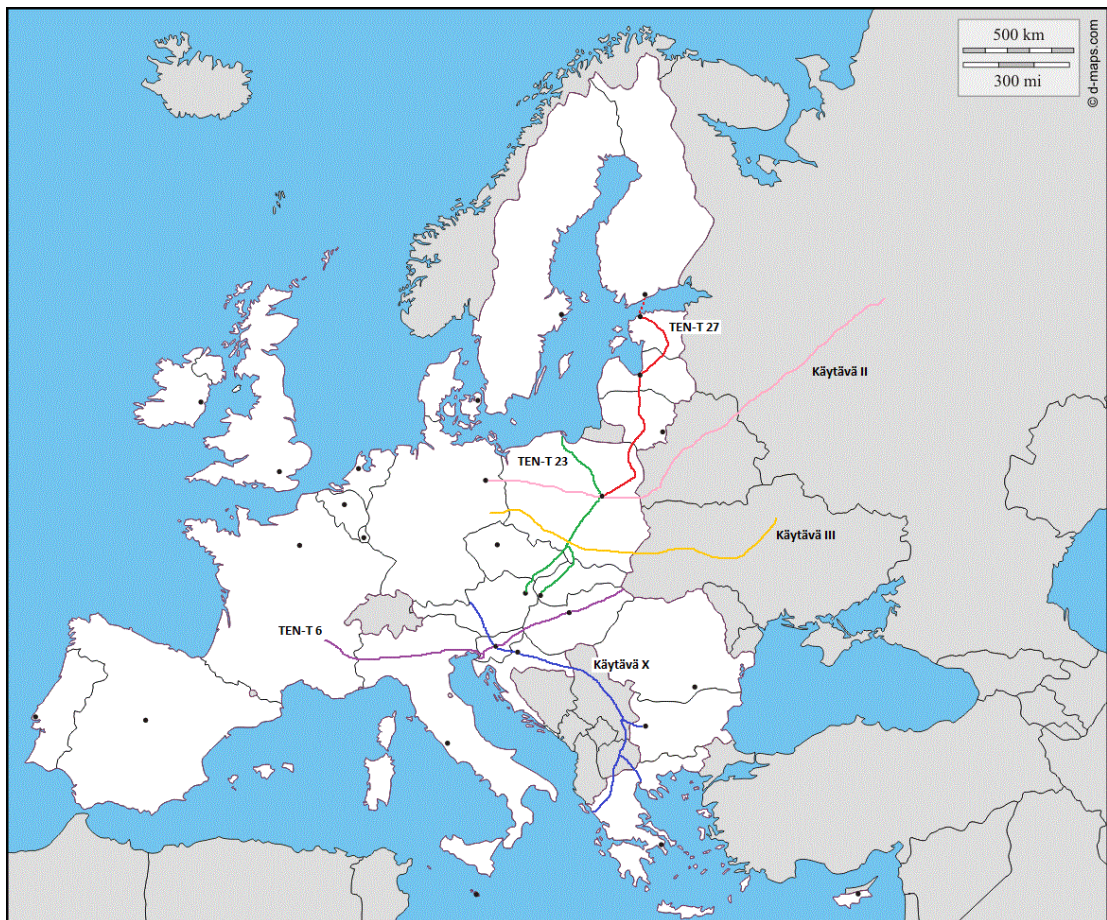 500 km
300 mi
© d-maps.com
TEN-T 27
Käytävä II
TEN-T 23
Käytävä III
TEN-T 6
Käytävä X